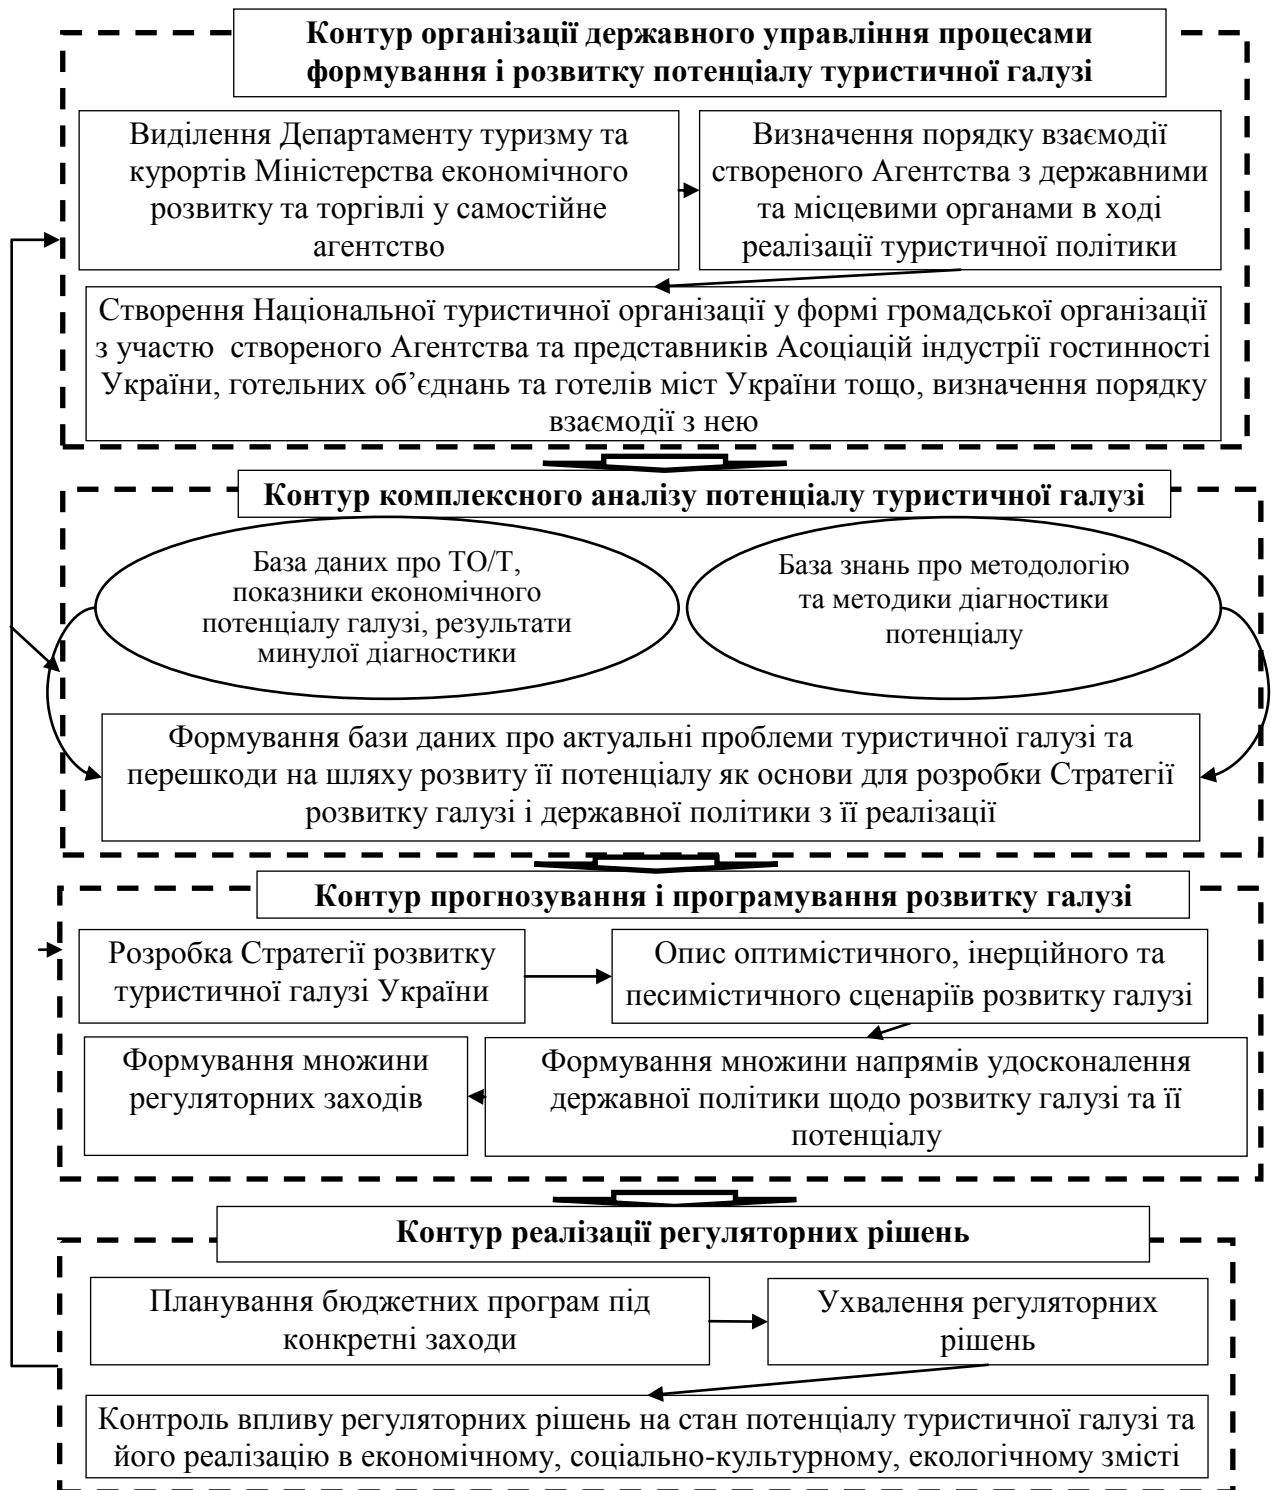 Контур організації державного управління процесами
формування і розвитку потенціалу туристичної галузі
Виділення Департаменту туризму та
курортів Міністерства економічного
розвитку та торгівлі у самостійне
агентство
Визначення порядку взаємодії
створеного Агентства з державними
та місцевими органами в ході
реалізації туристичної політики
Створення Національної туристичної організації у формі громадської організації
з участю створеного Агентства та представників Асоціацій індустрії гостинності
України, готельних об’єднань та готелів міст України тощо, визначення порядку
взаємодії з нею
Контур комплексного аналізу потенціалу туристичної галузі
База даних про ТО/Т,
показники економічного
потенціалу галузі, результати
минулої діагностики
База знань про методологію
та методики діагностики
потенціалу
Формування бази даних про актуальні проблеми туристичної галузі та
перешкоди на шляху розвиту її потенціалу як основи для розробки Стратегії
розвитку галузі і державної політики з її реалізації
Контур прогнозування і програмування розвитку галузі
Розробка Стратегії розвитку
туристичної галузі України
Опис оптимістичного, інерційного та
песимістичного сценаріїв розвитку галузі
Формування множини
регуляторних заходів
Формування множини напрямів удосконалення
державної політики щодо розвитку галузі та її
потенціалу
Контур реалізації регуляторних рішень
Планування бюджетних програм під
конкретні заходи
Ухвалення регуляторних
рішень
Контроль впливу регуляторних рішень на стан потенціалу туристичної галузі та
його реалізацію в економічному, соціально-культурному, екологічному змісті